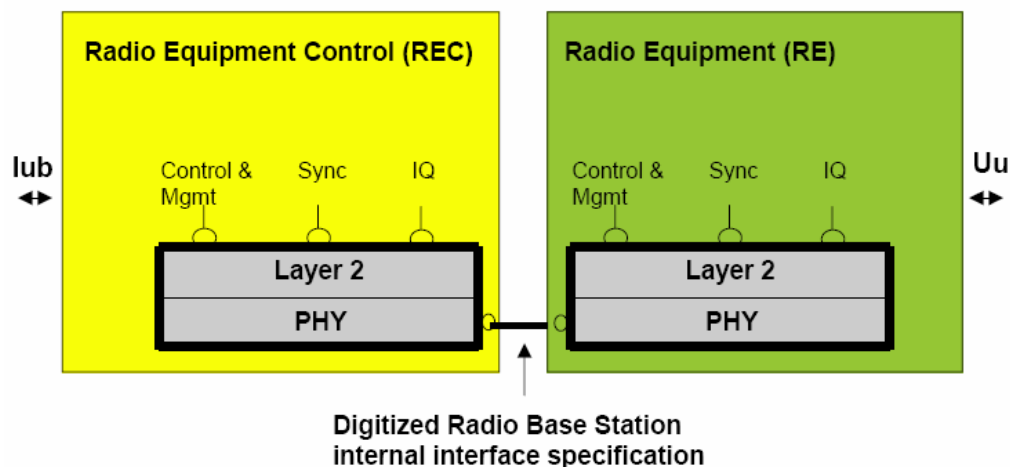 Radio Equipment Control (REC)
Radio Equipment (RE)
Iub
Uu
Control &
Mgmt
Sync
IQ
Control &
Mgmt
Sync
IQ
Layer 2
PHY
Layer 2
PHY
Digitized Radio Base Station
internal interface specification